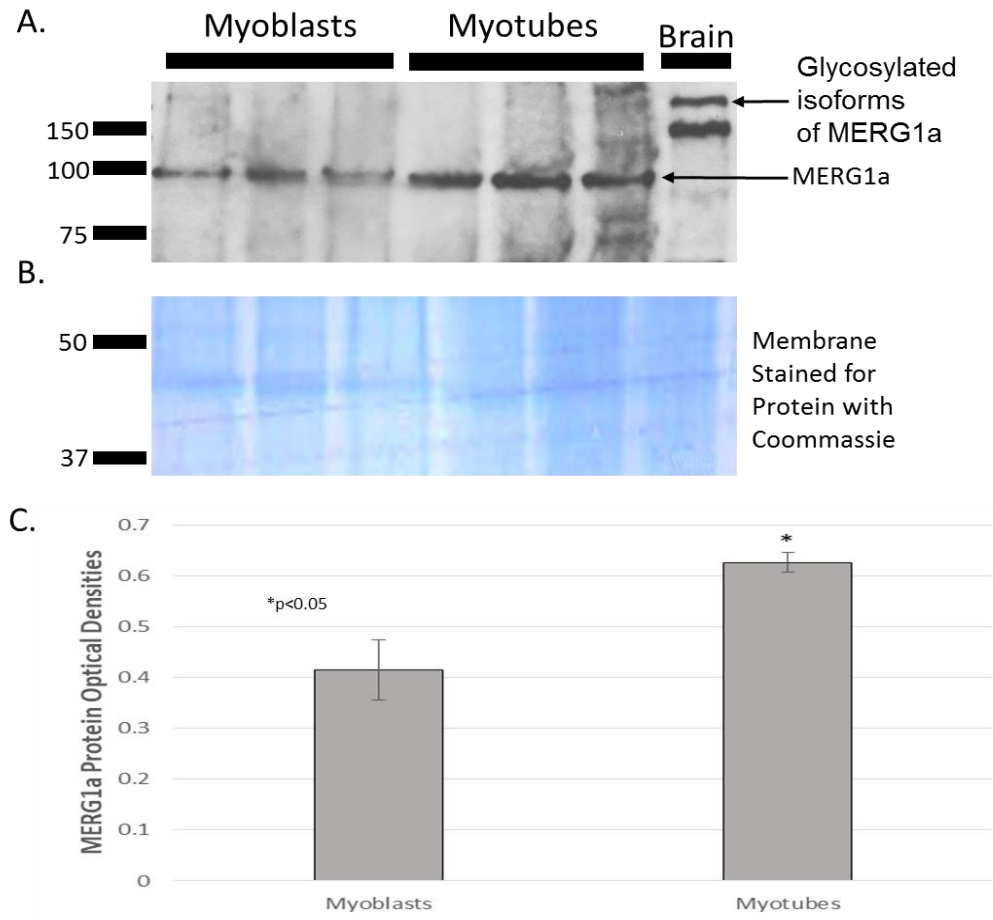 A.
Myoblasts
Myotubes
Brain
Glycosylated
isoforms
of MERG1a
150
100
MERG1a
75
B.
50
Membrane
Stained for
Protein with
Coommassie
37
C.
MERG1a Protein Optical Densities
0.7
0.6
0.5
0.4
0.3
0.2
0.1
0
*p<0.05
*
Myoblasts
Myotubes